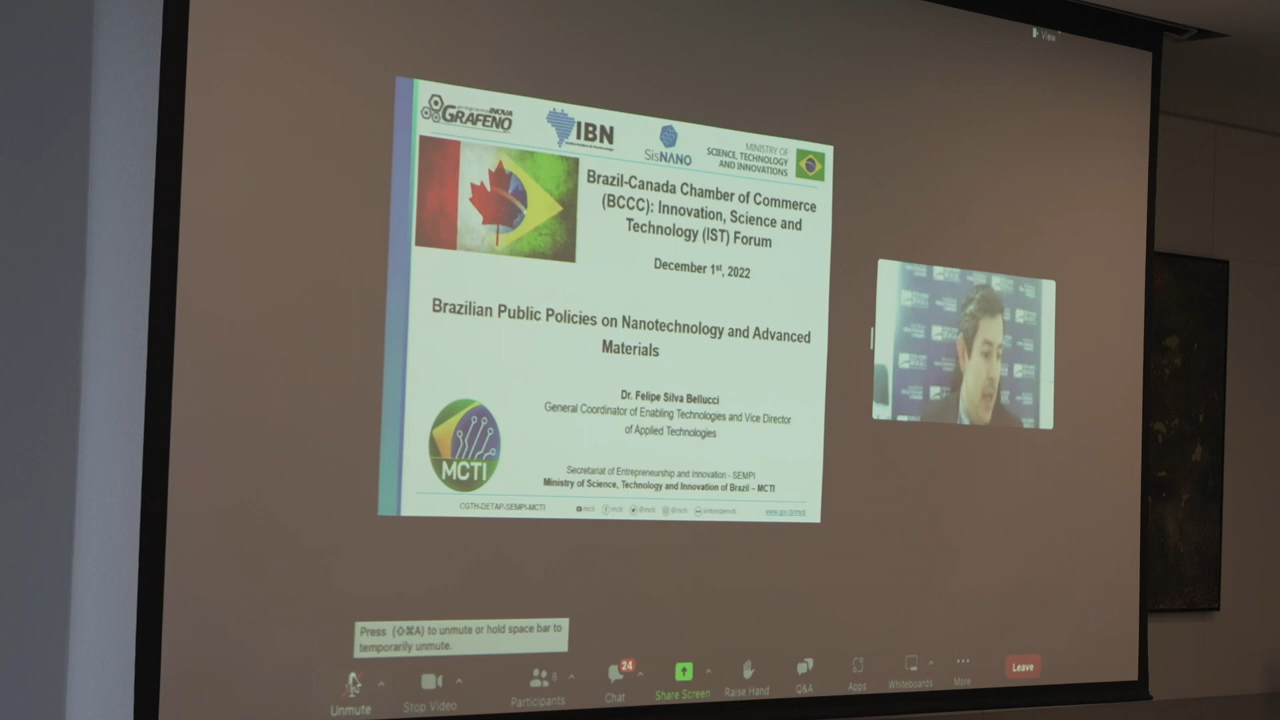 View
INOVA
GRAFENO
IBN
SisNANO
MINISTRY OF
SCIENCE, TECHNOLOGY
AND INNOVATIONS
Brazil-Canada Chamber of Commerce
(BCCC): Innovation, Science and
Technology (IST) Forum
December 1st, 2022
Brazilian Public Policies on Nanotechnology and Advanced
Materials
Dr. Felipe Silva Bellucci
General Coordinator of Enabling Technologies and Vice Director
of Applied Technologies
MCTI
Secretariat of Entrepreneurship and Innovation - SEMPI
Ministry of Science, Technology and Innovation of Brazil – MCTI
CGTH-DETAP-SEMPI-MCTI
Press (⇧⌘A) to unmute or hold space bar to
temporarily unmute.
24
Unmute Stop Video Participants Chat Share Screen Raise Hand Q&A Apps Whiteboards More Leave